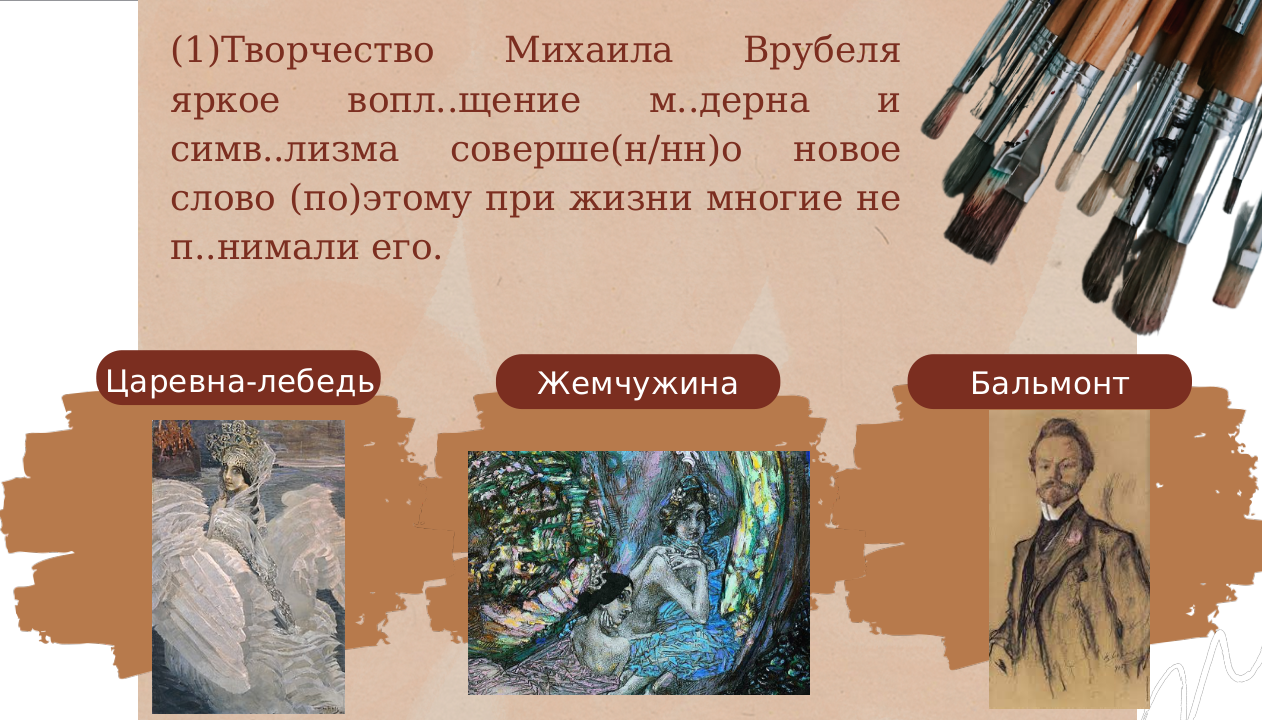 (1)Творчество Михаила Врубеля
яркое вопл..щение м..дерна и
симв..лизма соверше(н/нн)о новое
слово (по)этому при жизни многие не
п..нимали его.
Царевна-лебедь
Жемчужина
Бальмонт